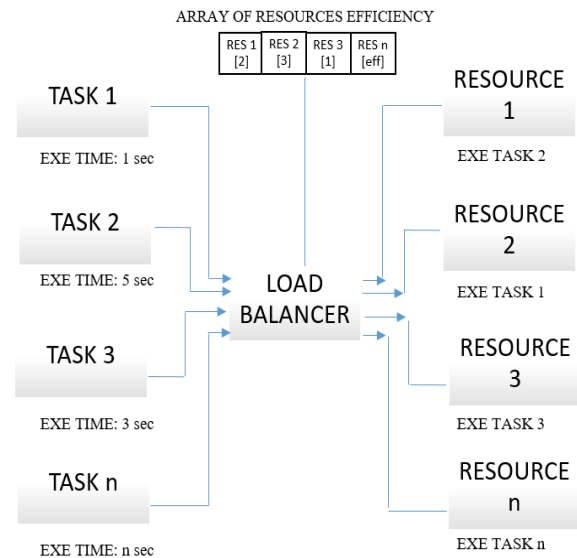 ARRAY OF RESOURCES EFFICIENCY
RES 1
[2]
RES 2
[3]
RES 3
[1]
RES n
[eff]
TASK 1
EXE TIME: 1 sec
TASK 2
EXE TIME: 5 sec
TASK 3
EXE TIME: 3 sec
TASK n
EXE TIME: n sec
LOAD
BALANCER
RESOURCE
1
EXE TASK 2
RESOURCE
2
EXE TASK 1
RESOURCE
3
EXE TASK 3
RESOURCE
n
EXE TASK n